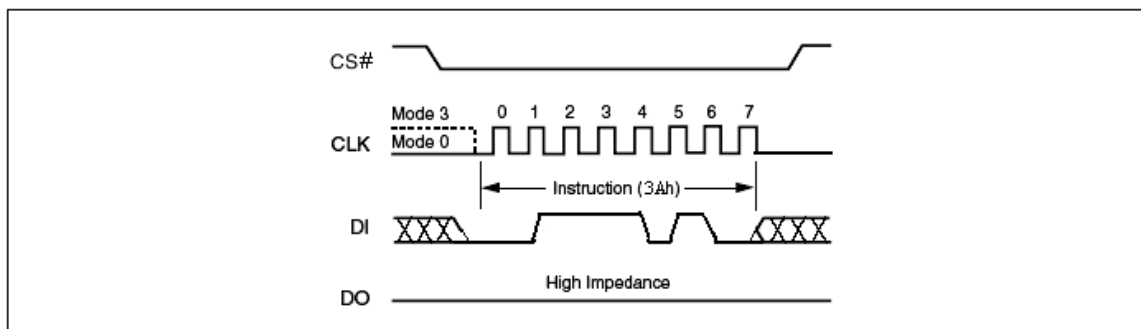 CS#
Mode 3
0 1 2 3 4 5 6 7
CLK
Mode 0
Instruction (3Ah)
DI
High Impedance
DO